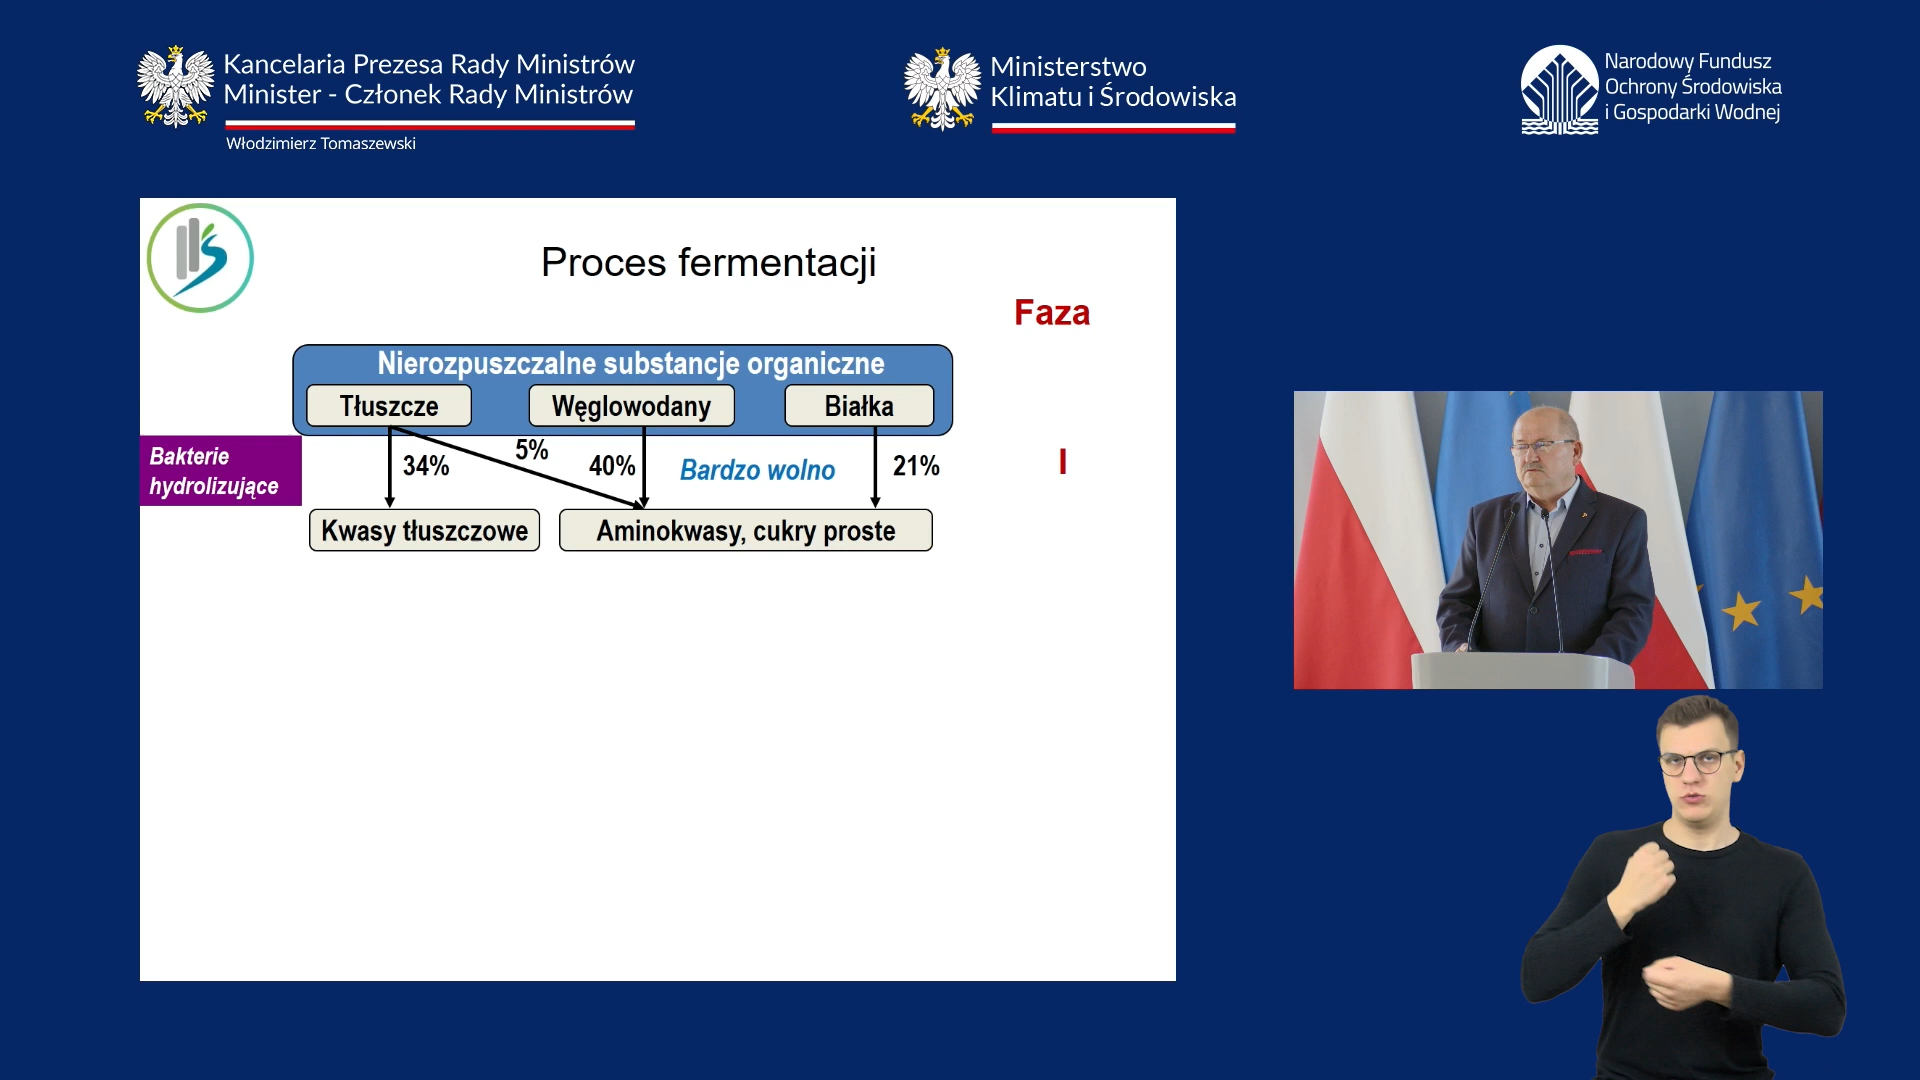 Kancelaria Prezesa Rady Ministrów
Minister - Członek Rady Ministrów
Włodzimierz Tomaszewski
Ministerstwo
Klimatu i Środowiska
Narodowy Fundusz
Ochrony Środowiska
i Gospodarki Wodnej
Proces fermentacji
Faza
Nierozpuszczalne substancje organiczne
Tłuszcze
Węglowodany
Białka
Bakterie
hydrolizujące
34%
5%
40%
Bardzo wolno
21%
I
Kwasy tłuszczowe
Aminokwasy, cukry proste